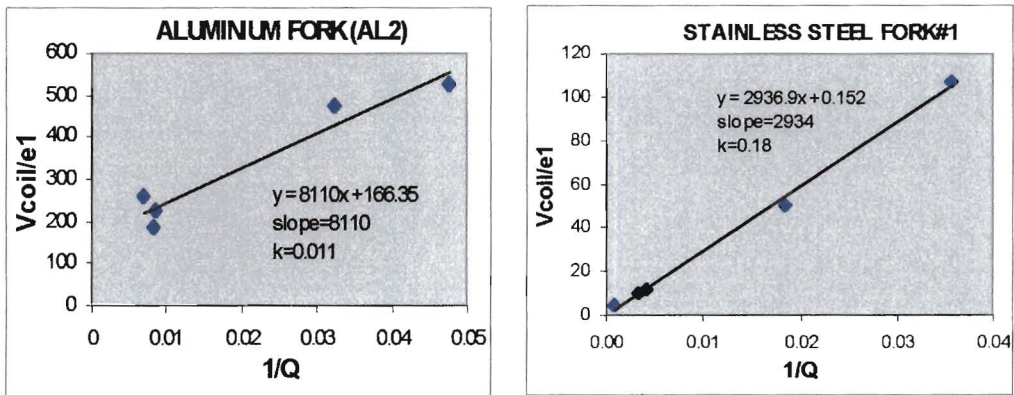 ALUMINUM FORK (AL2)
600
500
400
300
200
100
0
Vcoil/e1
y = 8110x + 166.35
slope=8110
k=0.011
0 0.01 0.02 0.03 0.04 0.05
1/Q
STAINLESS STEEL FORK#1
120
100
80
60
40
20
0
Vcoil/e1
y = 2936.9x + 0.152
slope=2934
k=0.18
0.00 0.01 0.02 0.03 0.04
1/Q